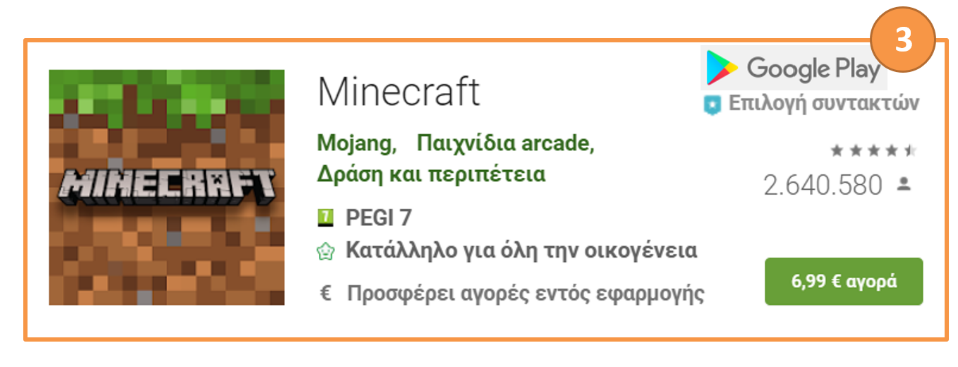 3
Google Play
Minecraft
Επιλογή συντακτών
Mojang, Παιχνίδια arcade,
Δράση και περιπέτεια
2.640.580
MINECRAFT
7 PEGI 7
Κατάλληλο για όλη την οικογένεια
€ Προσφέρει αγορές εντός εφαρμογής
6,99 € αγορά